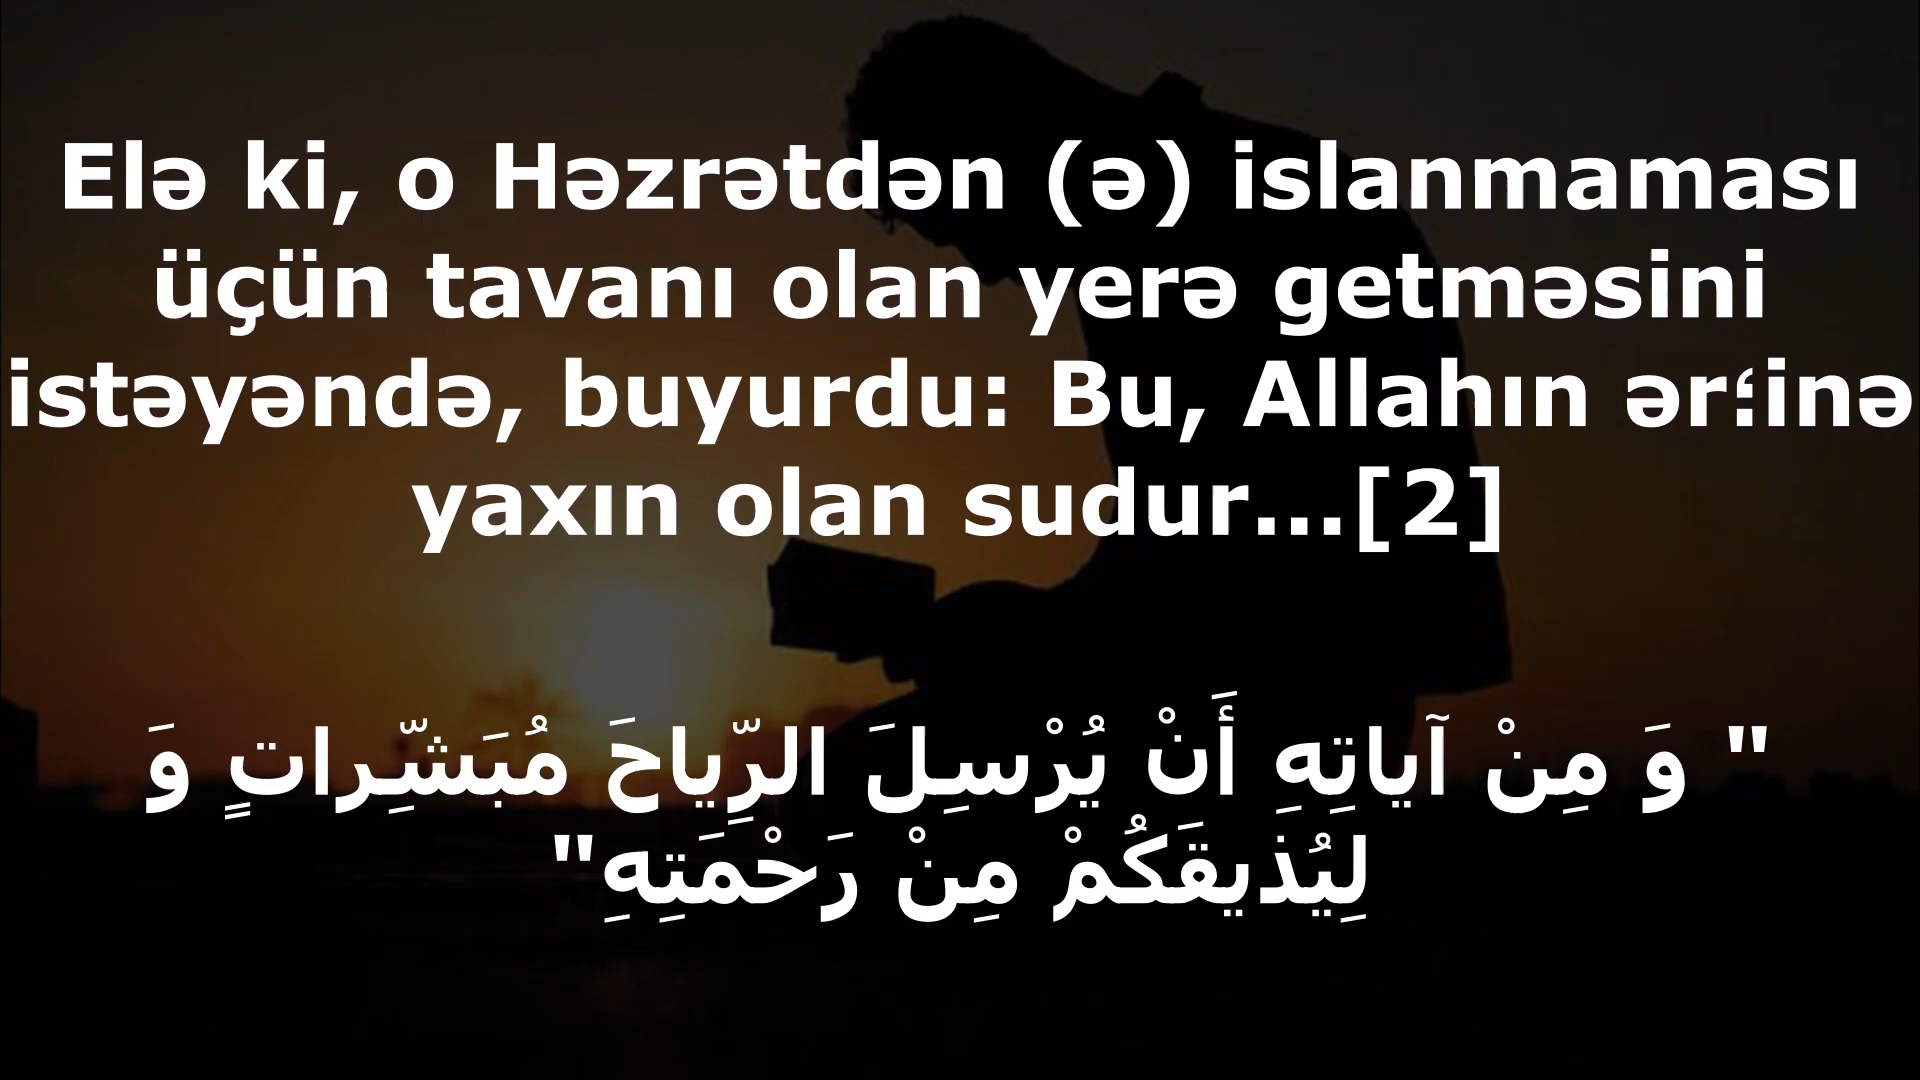 Elə ki, o Həzrətdən (ə) islanmaması
üçün tavanı olan yerə getməsini
istəyəndə, buyurdu: Bu, Allahın ər؛inə
yaxın olan sudur...[2]
" وَ مِنْ آياتِهِ أَنْ يُرْسِلَ الرِّياحَ مُبَشِّراتٍ وَ
لِيُذيقَكُمْ مِنْ رَحْمَتِهِ"